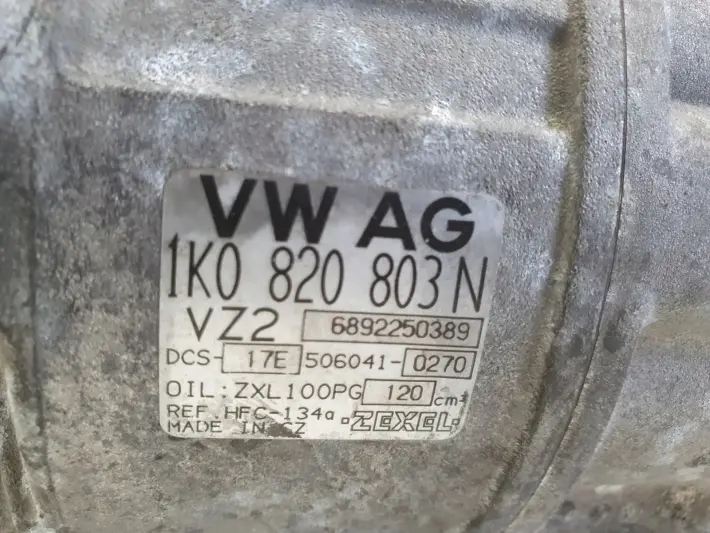 VW AG
1K0 820 803 N
VZ2 6892250389
DCS-17E 506041-0270
OIL:ZXL100PG 120 cm³
REF.HFC-134a ·ZEXEL·
MADE IN CZ